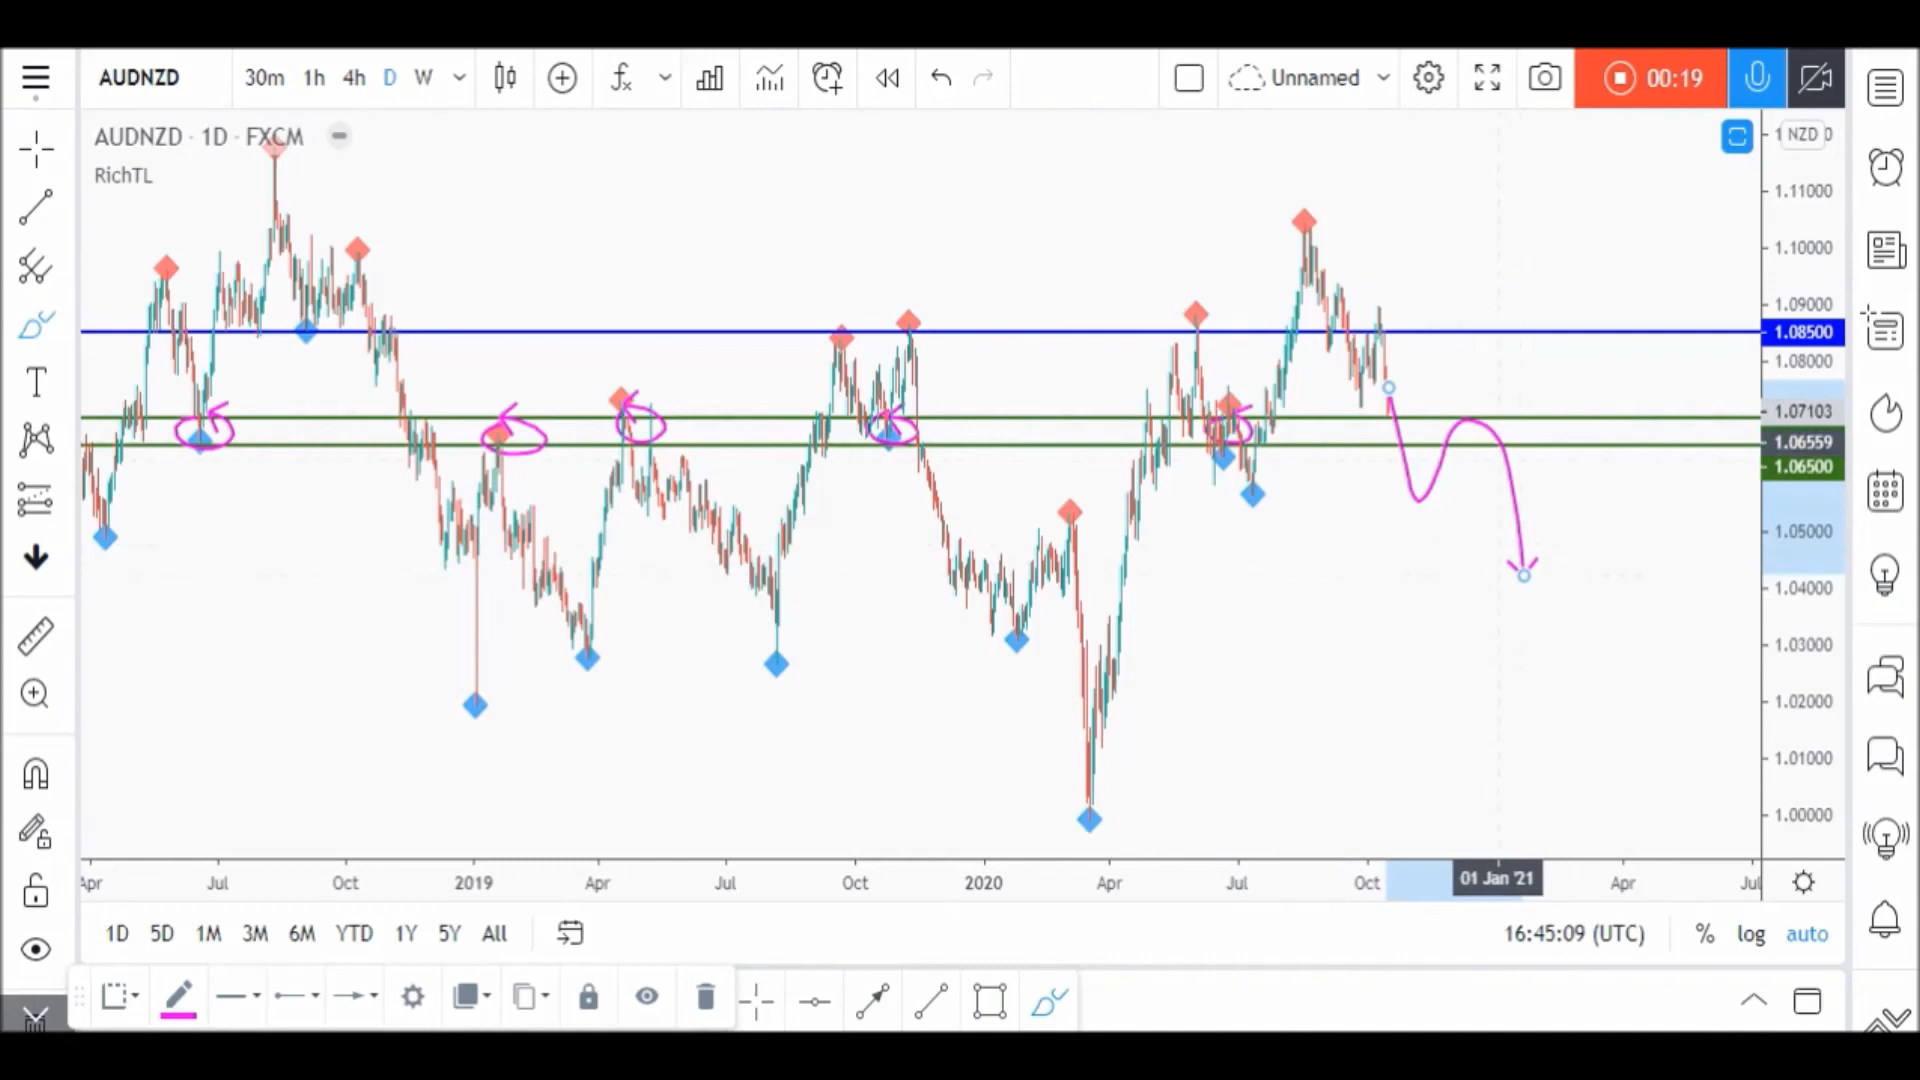 AUDNZD 30m 1h 4h D W Unnamed 00:19
AUDNZD · 1D · FXCM
RichTL
NZD
1.11000
1.10000
1.09000
1.08500
1.08000
1.07103
1.06559
1.06500
1.05000
1.04000
1.03000
1.02000
1.01000
1.00000
Apr Jul Oct 2019 Apr Jul Oct 2020 Apr Jul Oct 01 Jan '21 Apr Jul
1D 5D 1M 3M 6M YTD 1Y 5Y All 16:45:09 (UTC) % log auto